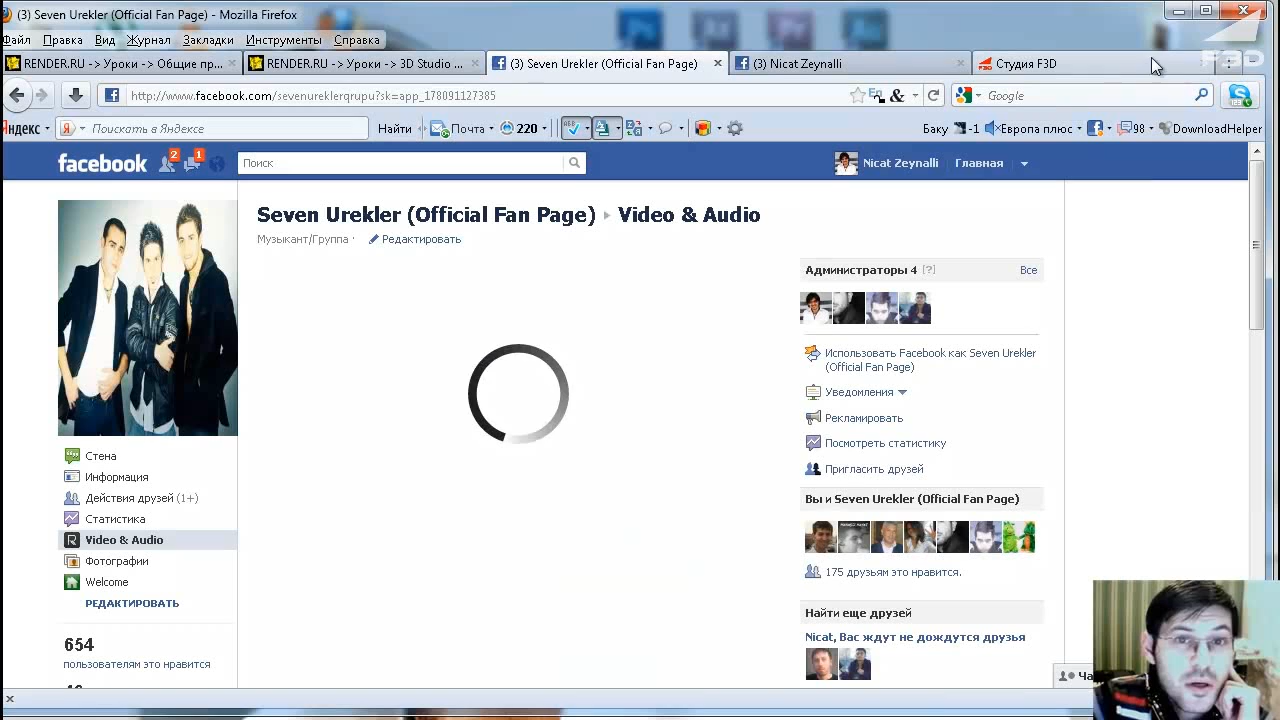 (3) Seven Urekler (Official Fan Page) - Mozilla Firefox
Файл Правка Вид Журнал Закладки Инструменты Справка
RENDER.RU -> Уроки -> Общие пр...
RENDER.RU -> Уроки -> 3D Studio ...
(3) Seven Urekler (Official Fan Page)
(3) Nicat Zeynalli
Студия F3D
F3D
http://www.facebook.com/sevenureklerqrupu?sk=app_178091127385
Google
Яндекс Поискать в Яндексе Найти Почта 220 Баку -1 Европа плюс 98 DownloadHelper
facebook 2 1 Поиск Nicat Zeynalli Главная
Seven Urekler (Official Fan Page) Video & Audio
Музыкант/Группа · Редактировать
Администраторы 4 [?] Все
Использовать Facebook как Seven Urekler
(Official Fan Page)
Уведомления
Рекламировать
Посмотреть статистику
Пригласить друзей
Вы и Seven Urekler (Official Fan Page)
175 друзьям это нравится.
Найти еще друзей
Nicat, Вас ждут не дождутся друзья
Стена
Информация
Действия друзей (1+)
Статистика
Video & Audio
Фотографии
Welcome
РЕДАКТИРОВАТЬ
654
пользователям это нравится